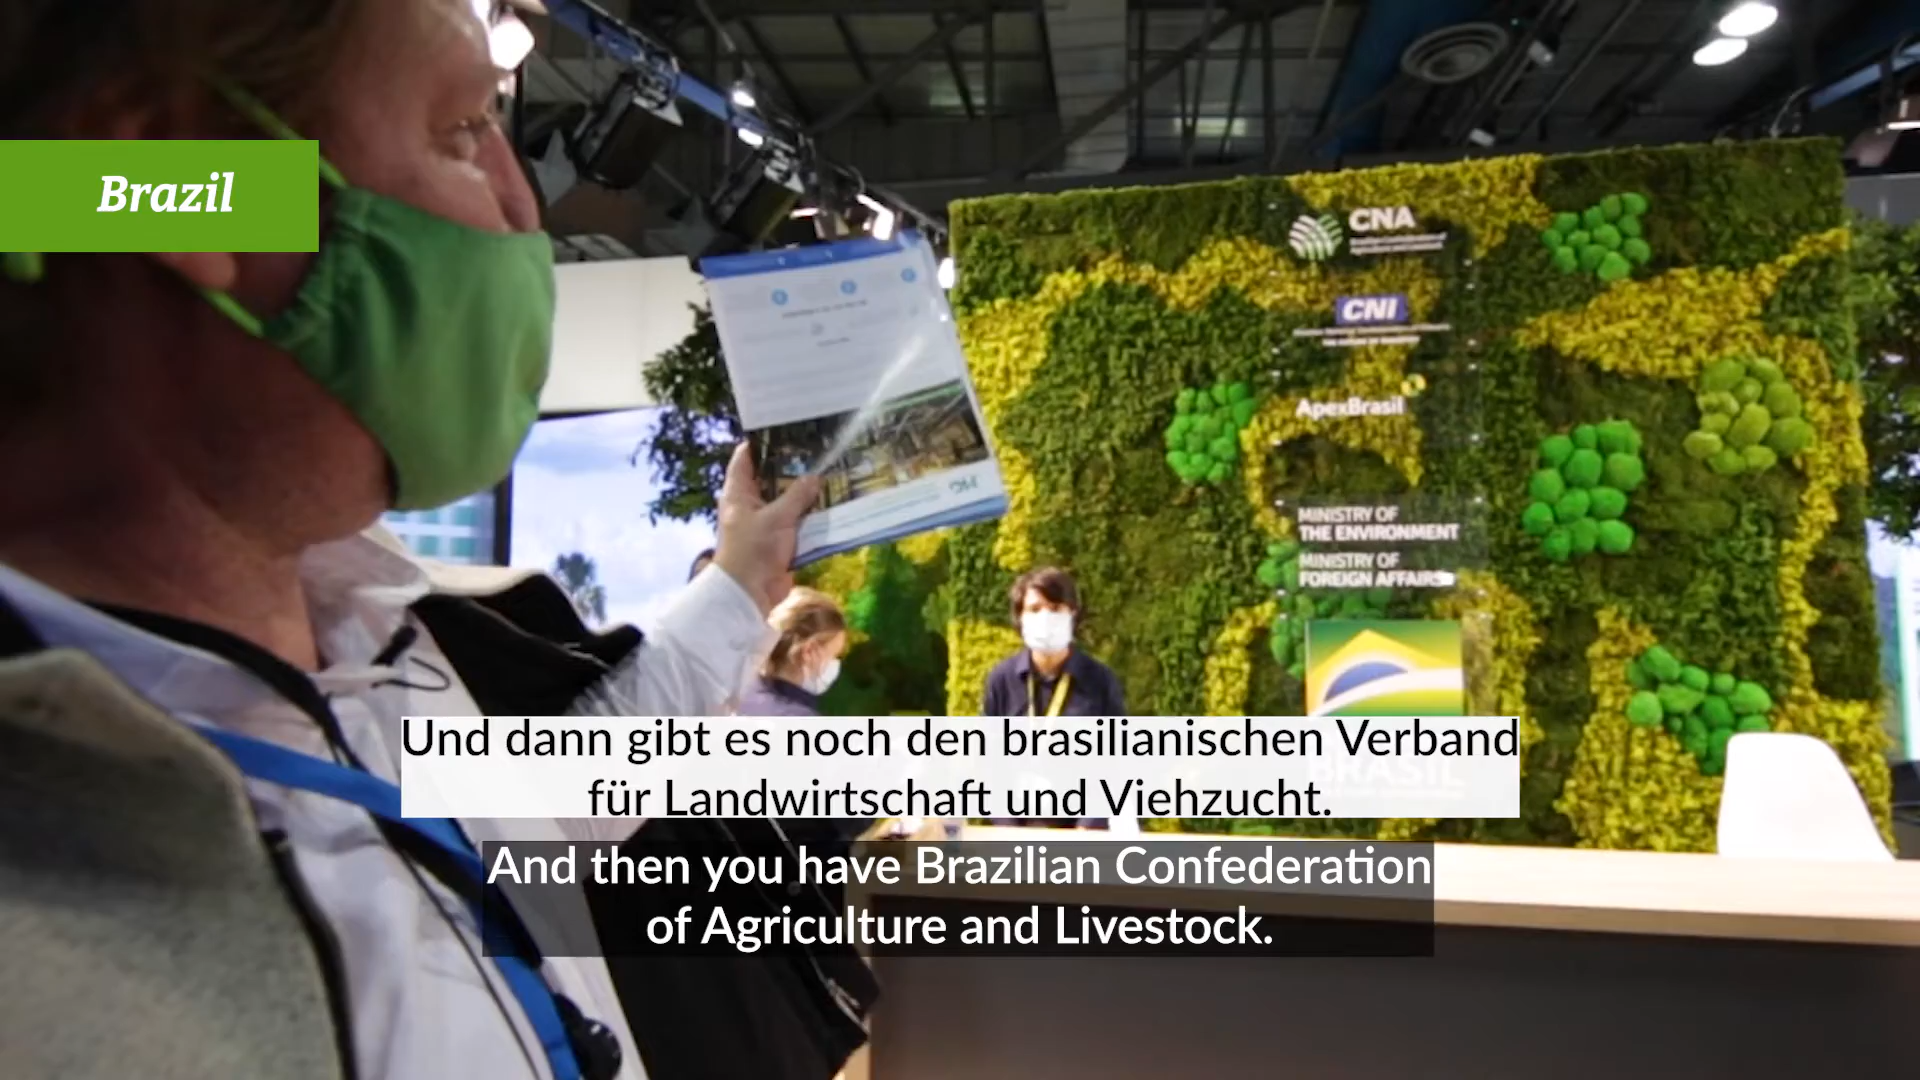 Brazil
CNA
CNI
ApexBrasil
MINISTRY OF
THE ENVIRONMENT
MINISTRY OF
FOREIGN AFFAIRS
BRASIL
Und dann gibt es noch den brasilianischen Verband
für Landwirtschaft und Viehzucht.
And then you have Brazilian Confederation
of Agriculture and Livestock.